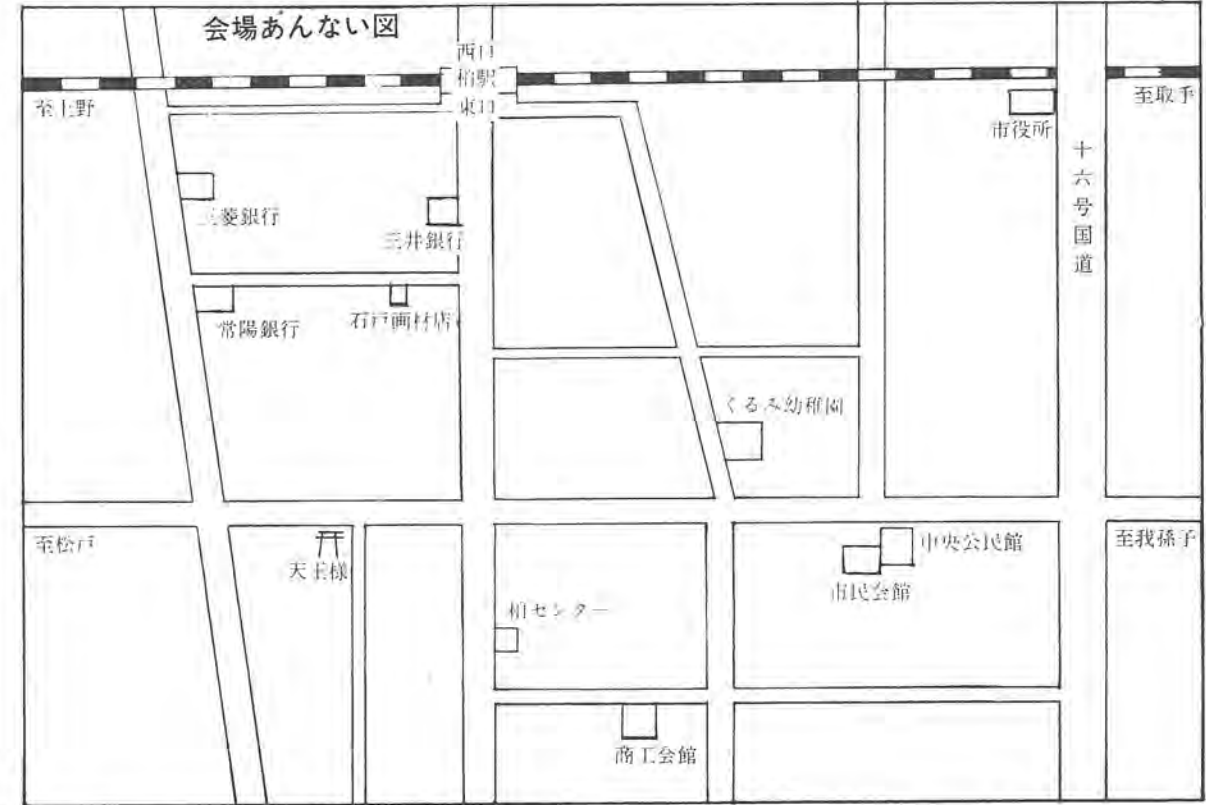 会場あんない図
西口
柏駅
東口
至上野
至取手
市役所
十六号国道
三菱銀行
三井銀行
常陽銀行
石戸画材店
くるみ幼稚園
至松戸
天王様
中央公民館
至我孫子
市民会館
柏センター
商工会館